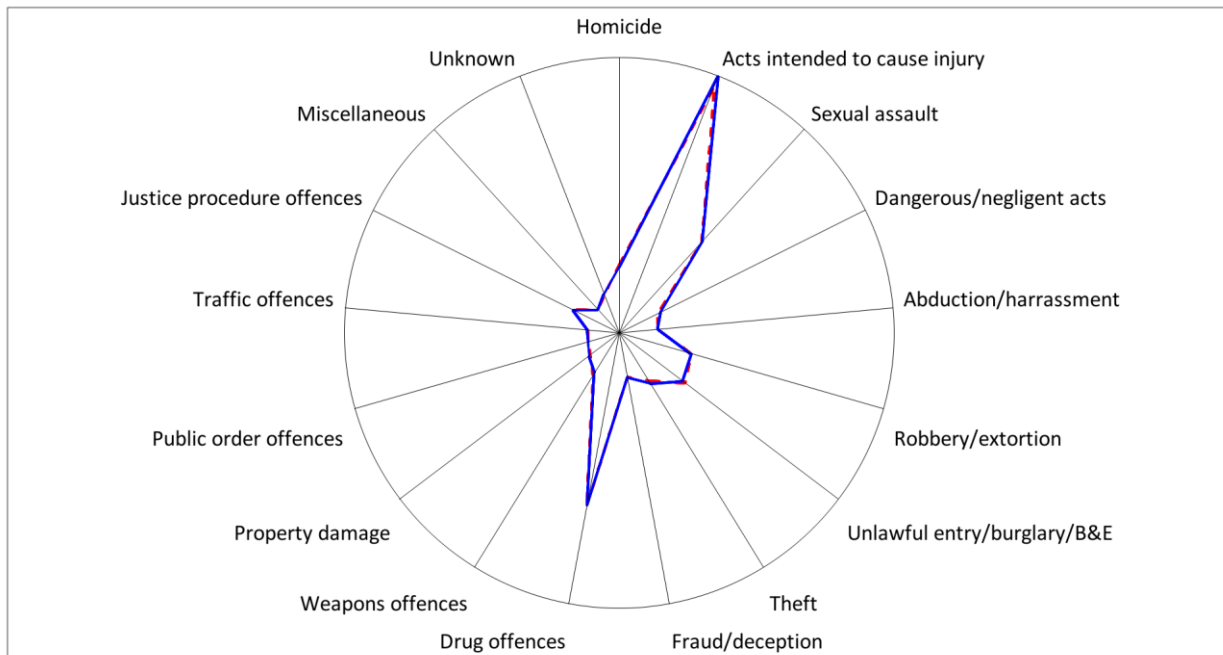 Homicide
Acts intended to cause injury
Sexual assault
Dangerous/negligent acts
Abduction/harrassment
Robbery/extortion
Unlawful entry/burglary/B&E
Theft
Fraud/deception
Drug offences
Weapons offences
Property damage
Public order offences
Traffic offences
Justice procedure offences
Miscellaneous
Unknown